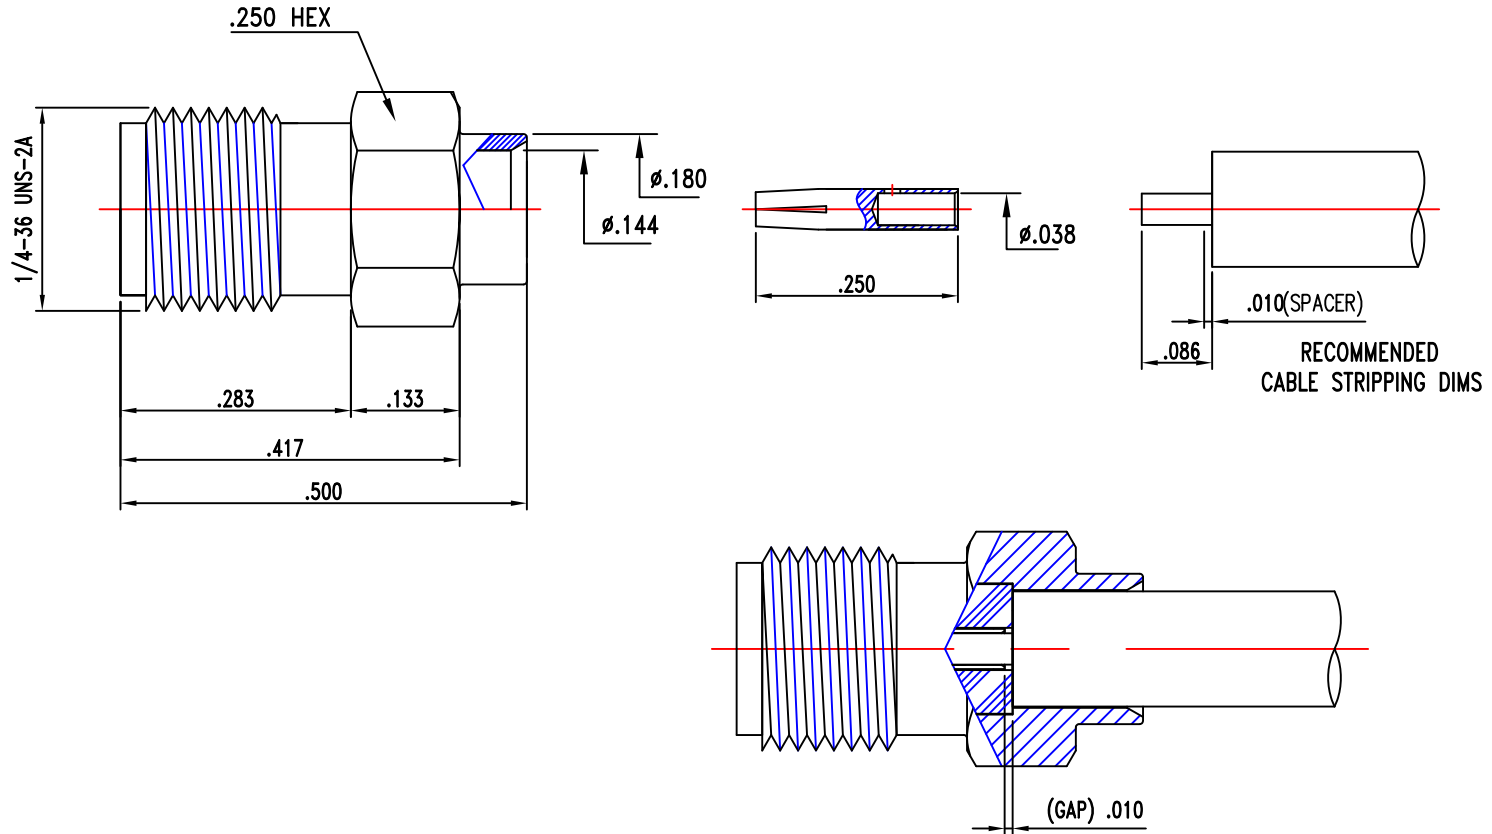 .250 HEX
1/4-36 UNS-2A
ø.180
ø.144
.283
.133
.417
.500
ø.038
.250
.010(SPACER)
.086
RECOMMENDED
CABLE STRIPPING DIMS
(GAP) .010